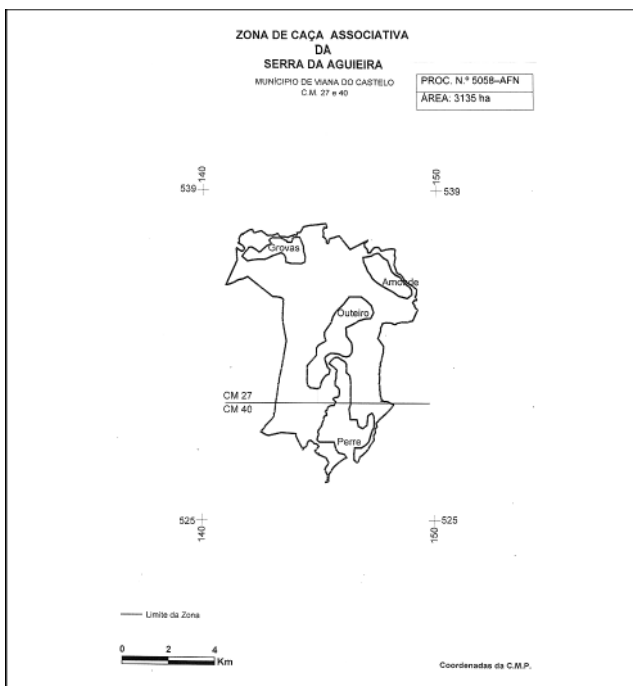 ZONA DE CAÇA ASSOCIATIVA
DA
SERRA DA AGUIEIRA
MUNÍCIPIO DE VIANA DO CASTELO
C.M. 27 e 40
PROC. N.º 5058–AFN
ÁREA: 3135 ha
140
150
539
539
Grovas
Amonde
Outeiro
CM 27
CM 40
Perre
525
525
140
150
Limite da Zona
0 2 4
Km
Coordenadas da C.M.P.